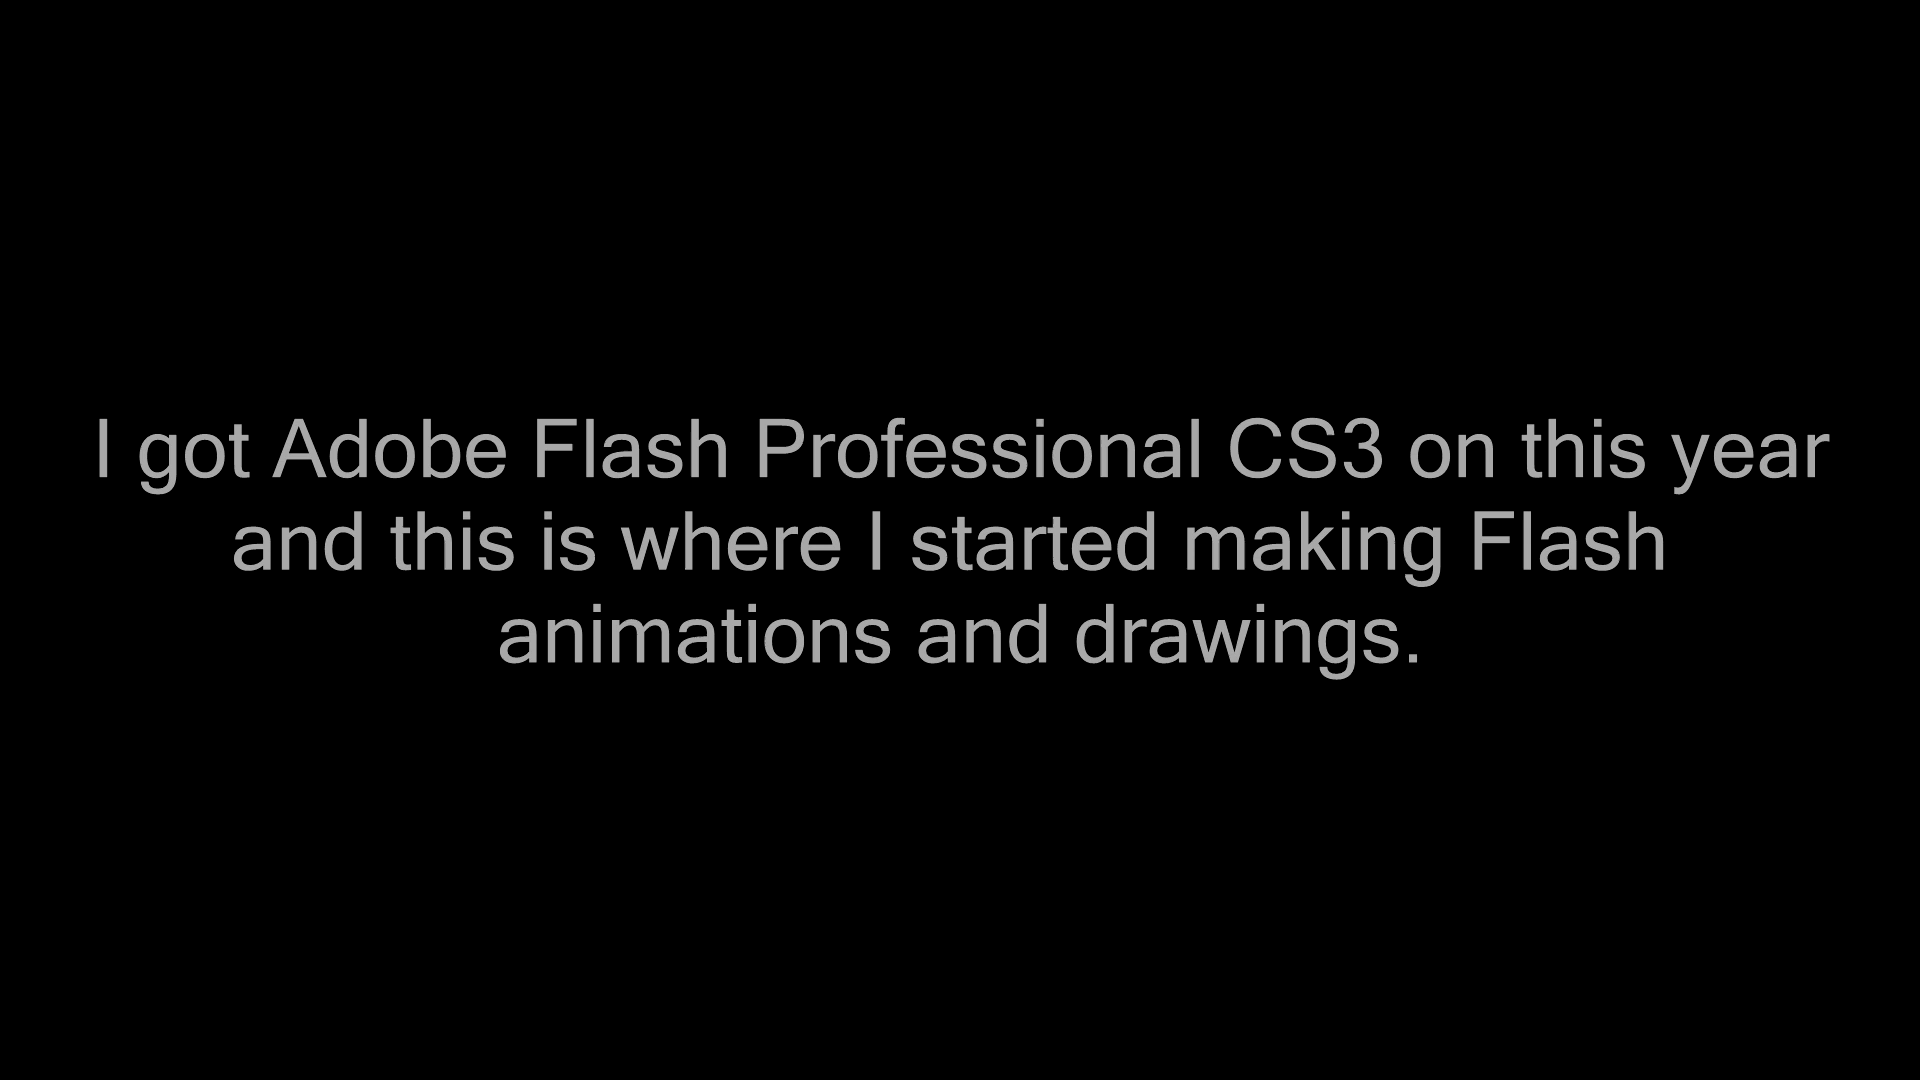 I got Adobe Flash Professional CS3 on this year
and this is where I started making Flash
animations and drawings.